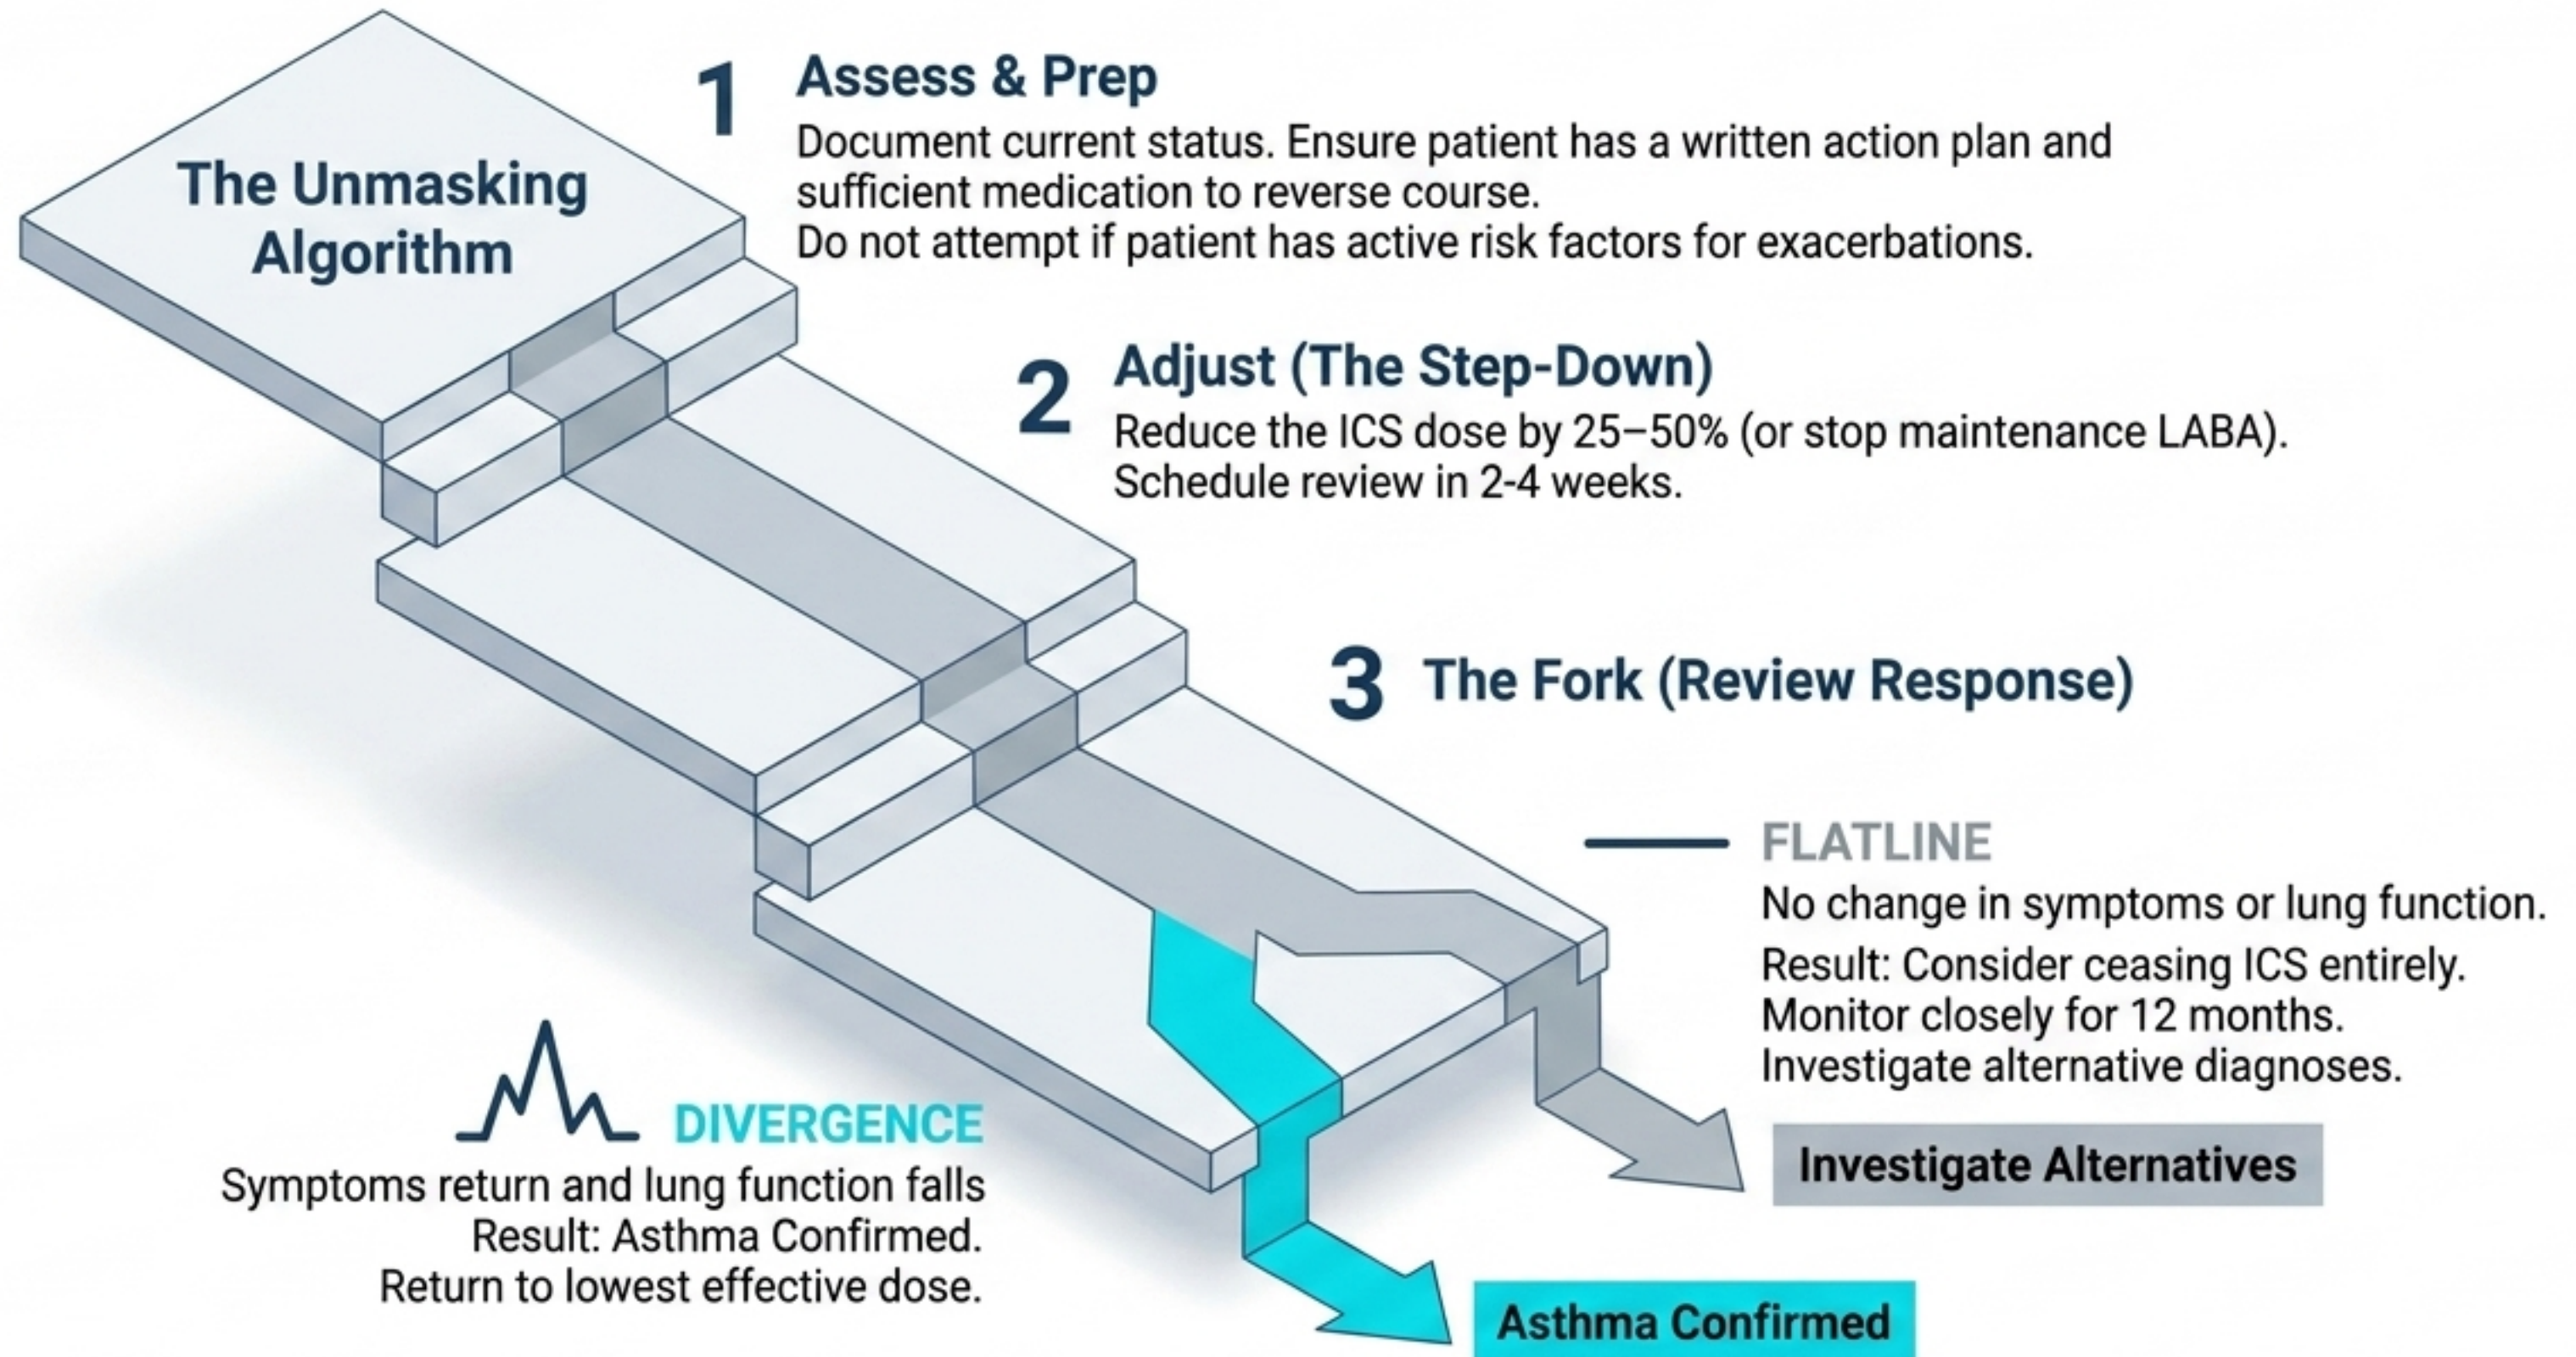 The Unmasking
Algorithm
1
Assess & Prep
Document current status. Ensure patient has a written action plan and
sufficient medication to reverse course.
Do not attempt if patient has active risk factors for exacerbations.
2
Adjust (The Step-Down)
Reduce the ICS dose by 25–50% (or stop maintenance LABA).
Schedule review in 2-4 weeks.
3
The Fork (Review Response)
FLATLINE
No change in symptoms or lung function.
Result: Consider ceasing ICS entirely.
Monitor closely for 12 months.
Investigate alternative diagnoses.
Investigate Alternatives
DIVERGENCE
Symptoms return and lung function falls
Result: Asthma Confirmed.
Return to lowest effective dose.
Asthma Confirmed